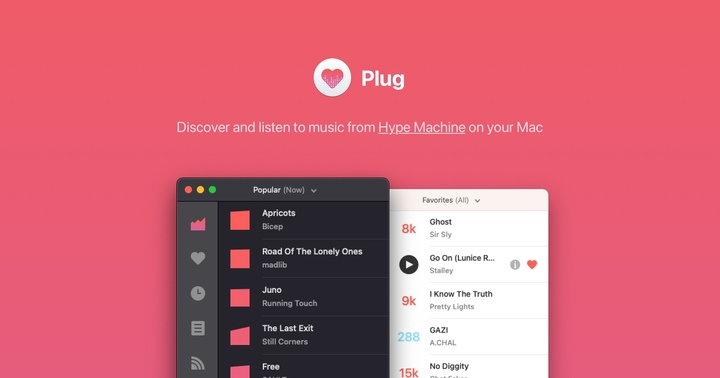 Plug
Discover and listen to music from Hype Machine on your Mac
Popular (Now)
Apricots
Bicep
Road Of The Lonely Ones
madlib
Juno
Running Touch
The Last Exit
Still Corners
Free
Favorites (All)
8k
Ghost
Sir Sly
Go On (Lunice R...
Stalley
9k
I Know The Truth
Pretty Lights
288
GAZI
A.CHAL
15k
No Diggity